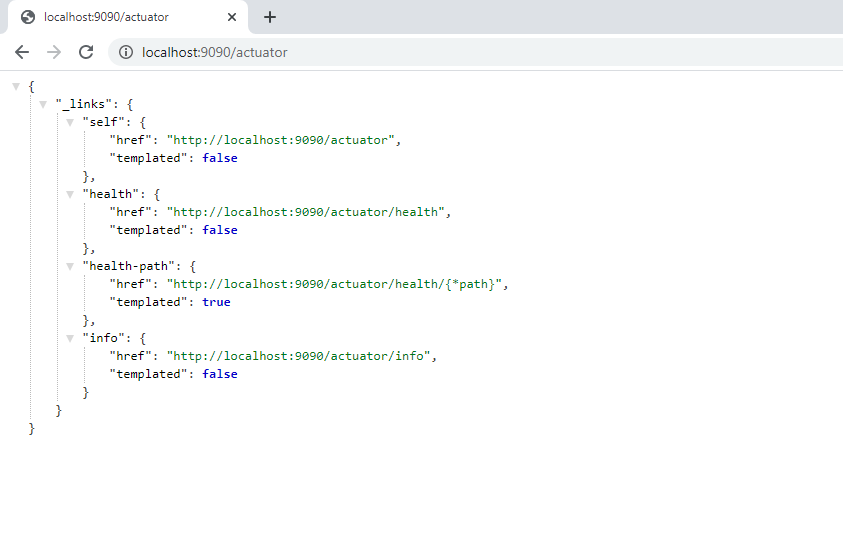 localhost:9090/actuator
localhost:9090/actuator
{
"_links": {
"self": {
"href": "http://localhost:9090/actuator",
"templated": false
},
"health": {
"href": "http://localhost:9090/actuator/health",
"templated": false
},
"health-path": {
"href": "http://localhost:9090/actuator/health/{*path}",
"templated": true
},
"info": {
"href": "http://localhost:9090/actuator/info",
"templated": false
}
}
}